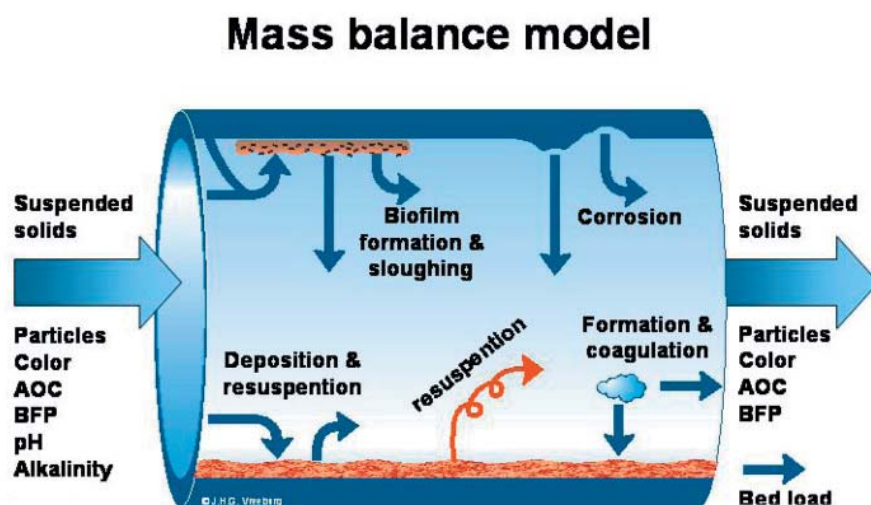 Mass balance model
Suspended
solids
Particles
Color
AOC
BFP
pH
Alkalinity
Biofilm
formation &
sloughing
Corrosion
Deposition &
resuspention
resuspention
Formation &
coagulation
Suspended
solids
Particles
Color
AOC
BFP
Bed load
©J.H.G. Vreeburg